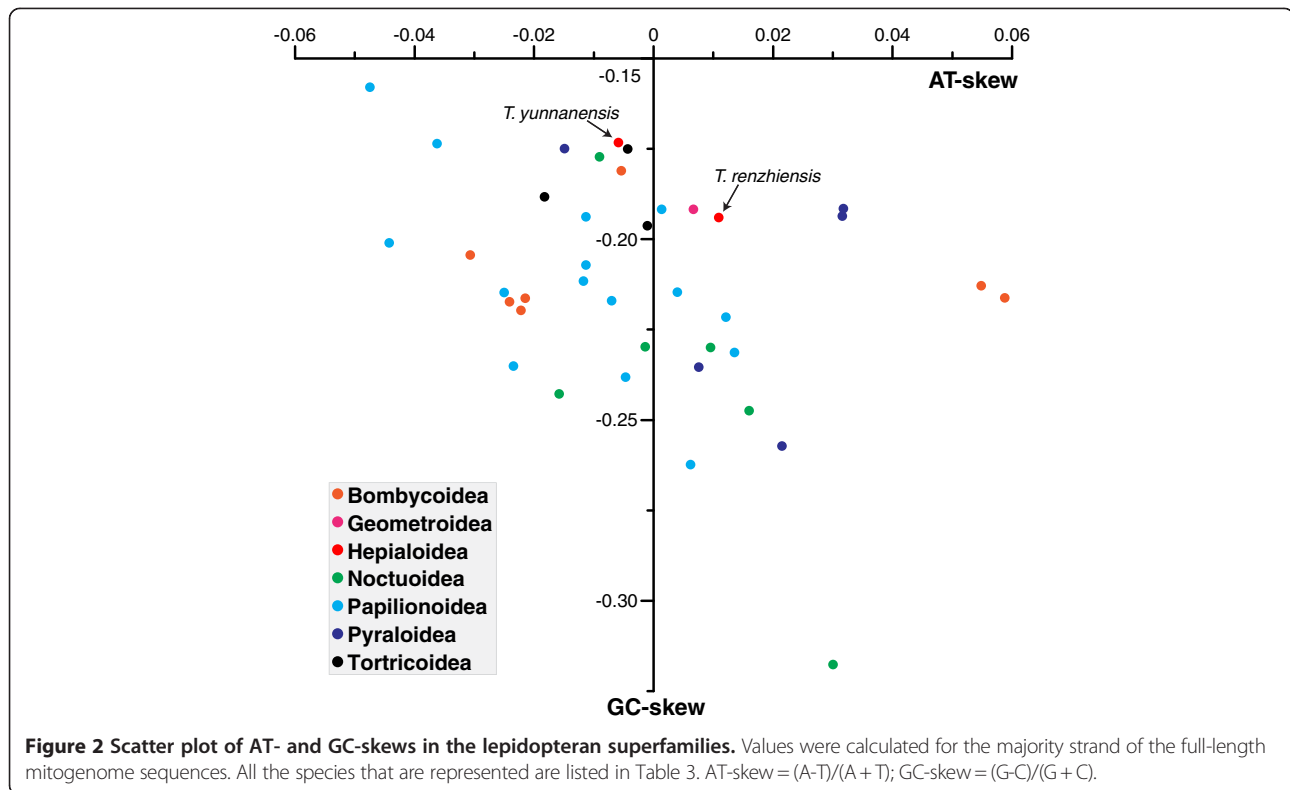 -0.06 -0.04 -0.02 0 0.02 0.04 0.06
-0.15
AT-skew
T. yunnanensis
T. renzhiensis
-0.20
-0.25
Bombycoidea
Geometroidea
Hepialoidea
Noctuoidea
Papilionoidea
Pyraloidea
Tortricoidea
-0.30
GC-skew
Figure 2 Scatter plot of AT- and GC-skews in the lepidopteran superfamilies. Values were calculated for the majority strand of the full-length
mitogenome sequences. All the species that are represented are listed in Table 3. AT-skew = (A-T)/(A + T); GC-skew = (G-C)/(G + C).